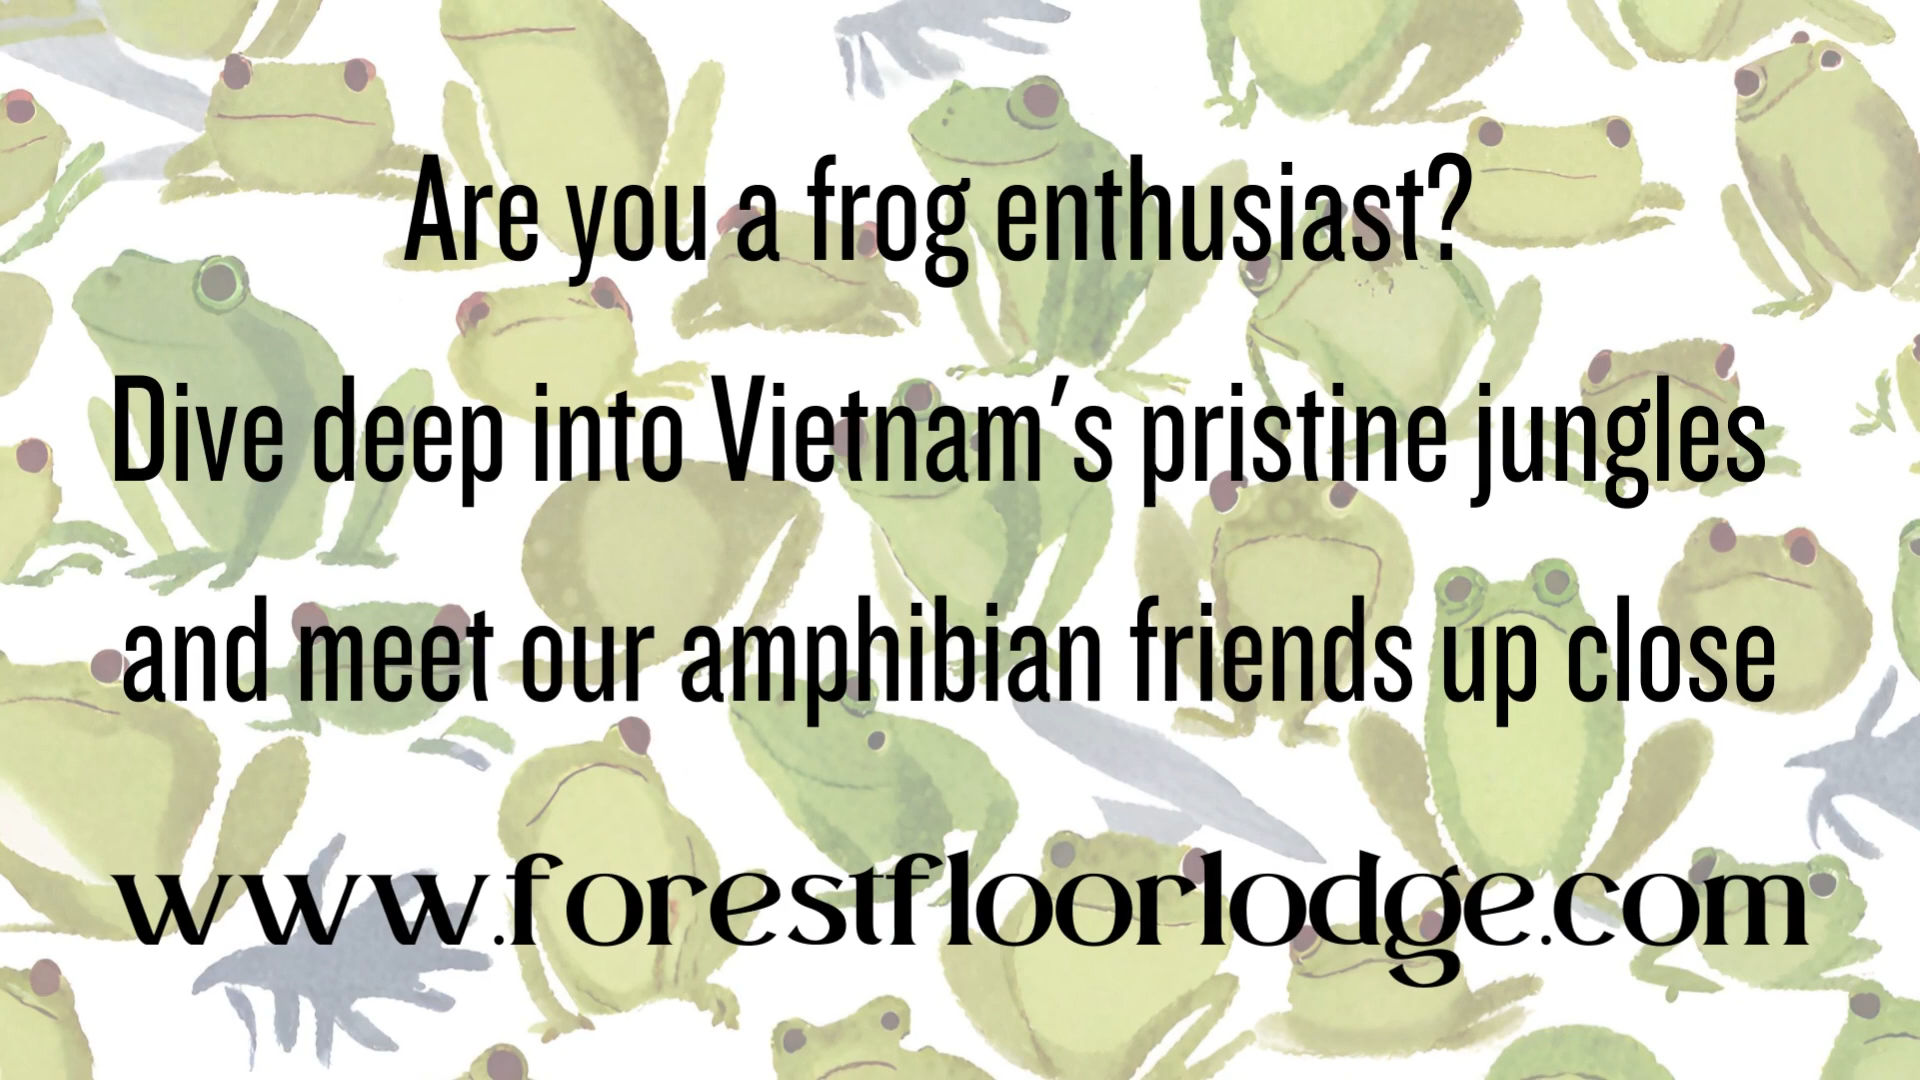 Are you a frog enthusiast?
Dive deep into Vietnam's pristine jungles
and meet our amphibian friends up close
www.forestfloorlodge.com